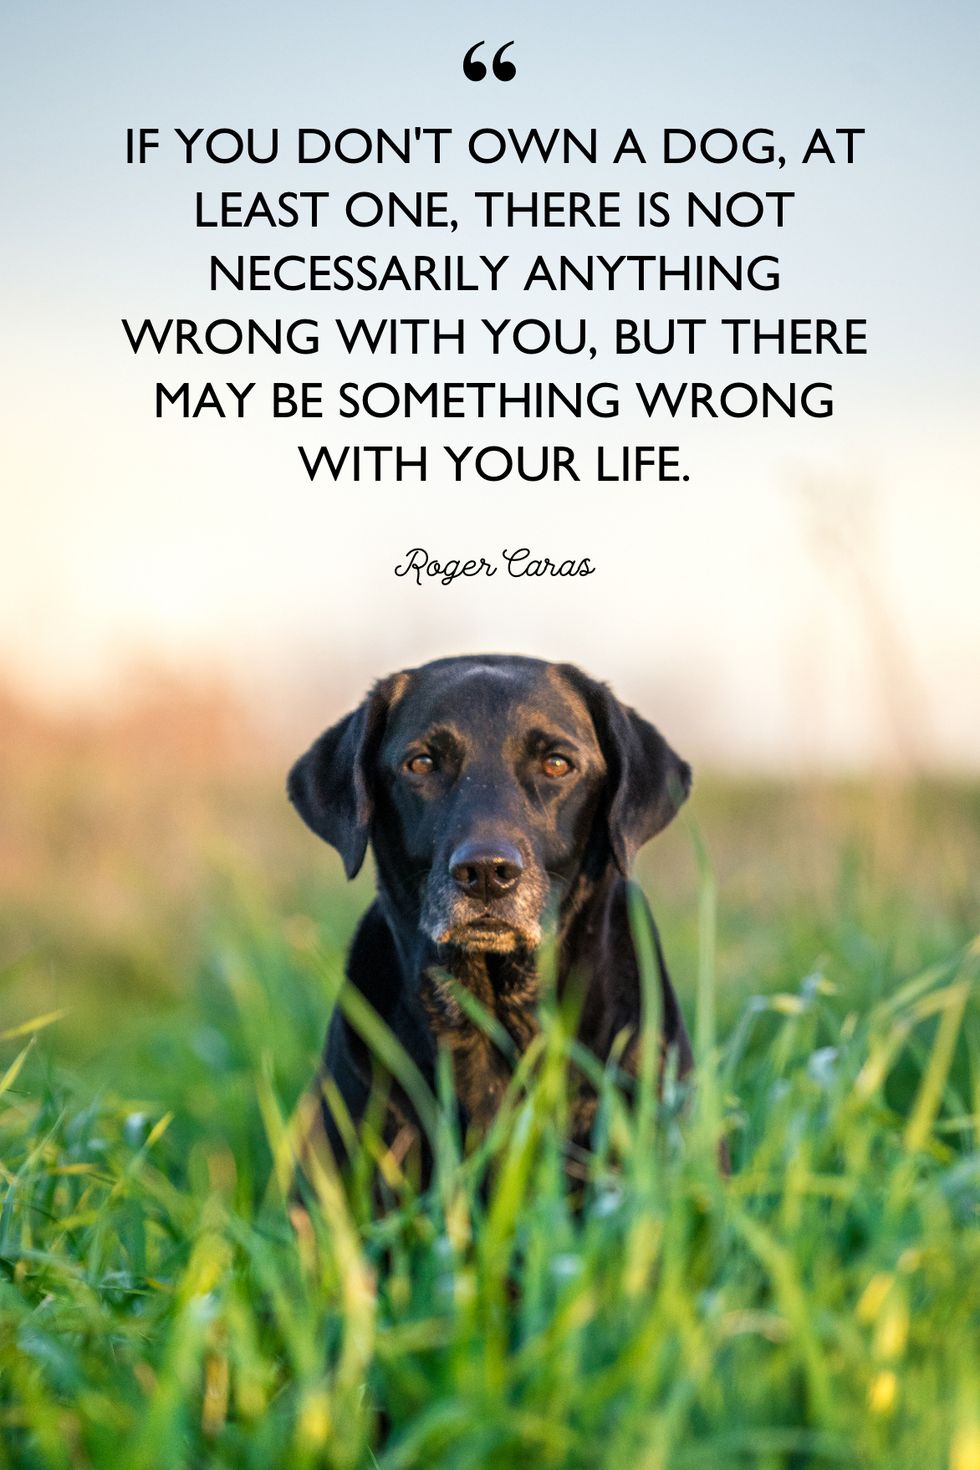 “
IF YOU DON'T OWN A DOG, AT
LEAST ONE, THERE IS NOT
NECESSARILY ANYTHING
WRONG WITH YOU, BUT THERE
MAY BE SOMETHING WRONG
WITH YOUR LIFE.
Roger Caras